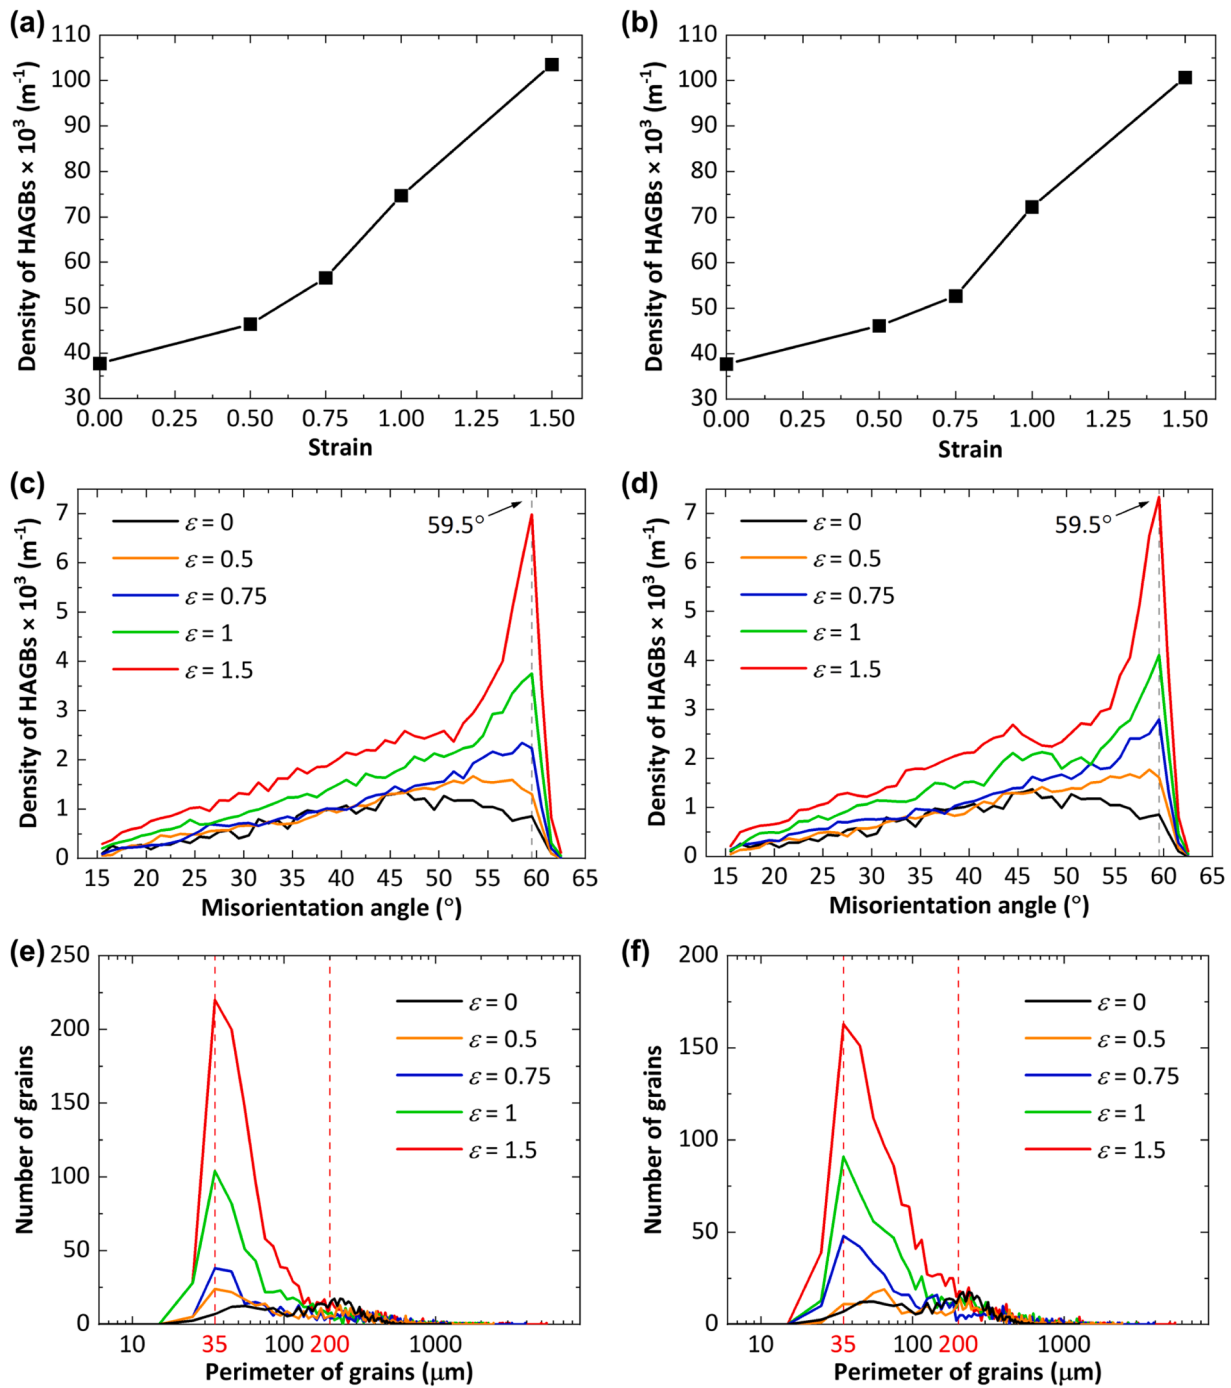 (a)
Density of HAGBs × 10³ (m⁻¹)
110
100
90
80
70
60
50
40
30
0.00 0.25 0.50 0.75 1.00 1.25 1.50
Strain
(b)
Density of HAGBs × 10³ (m⁻¹)
110
100
90
80
70
60
50
40
30
0.00 0.25 0.50 0.75 1.00 1.25 1.50
Strain
(c)
Density of HAGBs × 10³ (m⁻¹)
7
6
5
4
3
2
1
0
ε = 0
ε = 0.5
ε = 0.75
ε = 1
ε = 1.5
59.5°
15 20 25 30 35 40 45 50 55 60 65
Misorientation angle (°)
(d)
Density of HAGBs × 10³ (m⁻¹)
7
6
5
4
3
2
1
0
ε = 0
ε = 0.5
ε = 0.75
ε = 1
ε = 1.5
59.5°
15 20 25 30 35 40 45 50 55 60 65
Misorientation angle (°)
(e)
Number of grains
250
200
150
100
50
0
ε = 0
ε = 0.5
ε = 0.75
ε = 1
ε = 1.5
10 35 100 200 1000
Perimeter of grains (μm)
(f)
Number of grains
200
150
100
50
0
ε = 0
ε = 0.5
ε = 0.75
ε = 1
ε = 1.5
10 35 100 200 1000
Perimeter of grains (μm)